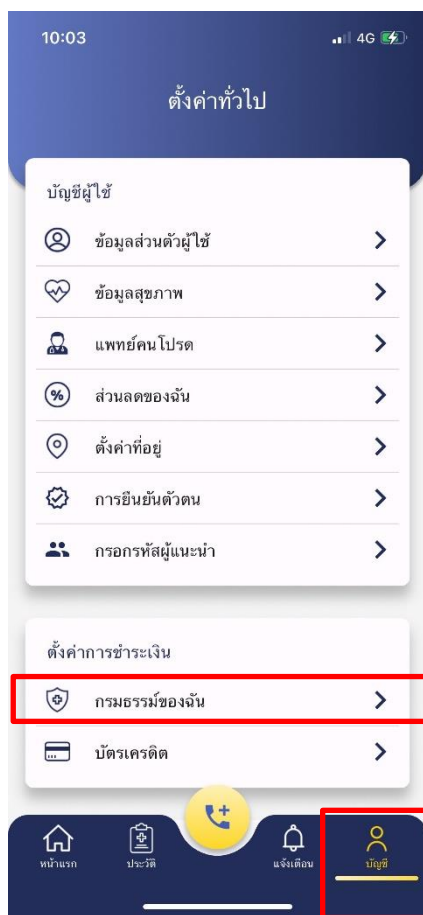 10:03
4G
ตั้งค่าทั่วไป
บัญชีผู้ใช้
ข้อมูลส่วนตัวผู้ใช้
ข้อมูลสุขภาพ
แพทย์คนโปรด
% ส่วนลดของฉัน
ตั้งค่าที่อยู่
การยืนยันตัวตน
กรอกรหัสผู้แนะนำ
ตั้งค่าการชำระเงิน
กรมธรรม์ของฉัน
บัตรเครดิต
หน้าแรก
ประวัติ
แจ้งเตือน
บัญชี